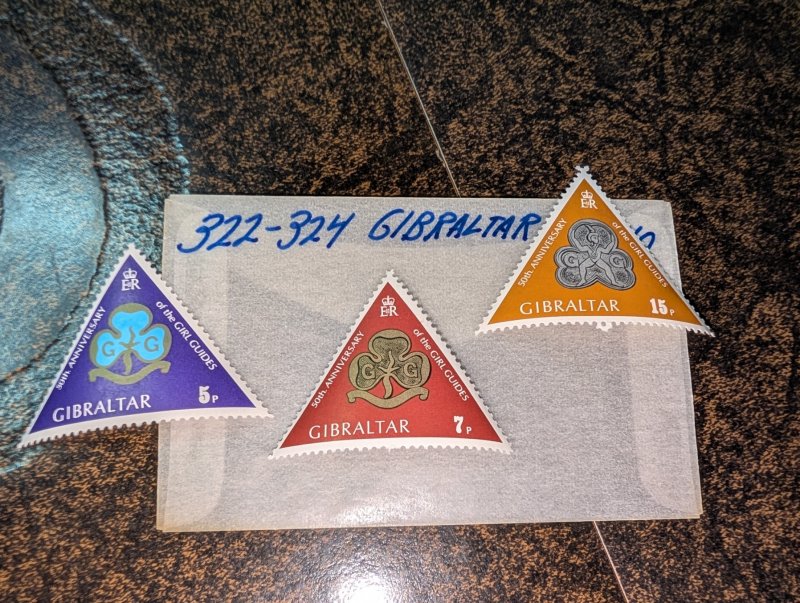 322-324 GIBRALTAR
E R
50th. ANNIVERSARY of the GIRL GUIDES
G G
GIBRALTAR 5P
E R
50th. ANNIVERSARY of the GIRL GUIDES
G G
GIBRALTAR 7P
E R
50th ANNIVERSARY of the GIRL GUIDES
G G
GIBRALTAR 15P